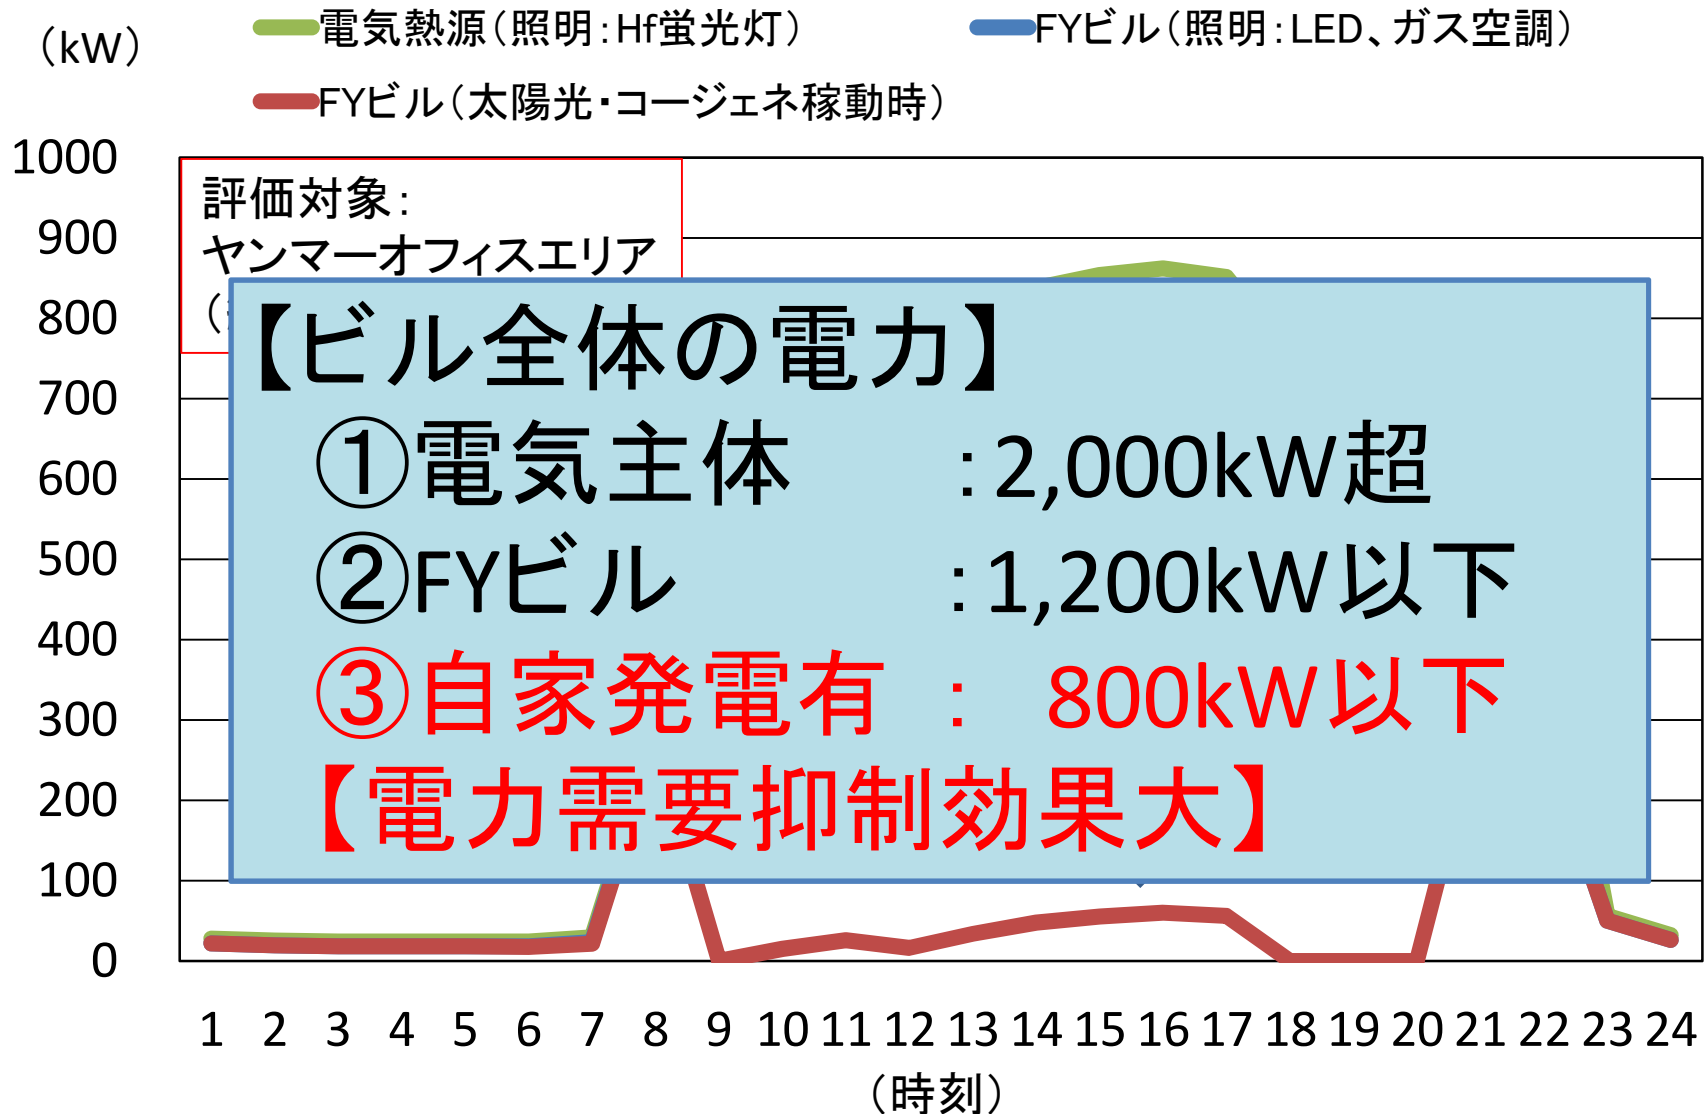 （kW）
電気熱源（照明：Hf蛍光灯）
FYビル（照明：LED、ガス空調）
FYビル（太陽光・コージェネ稼動時）
1000
900
800
700
600
500
400
300
200
100
0
評価対象：
ヤンマーオフィスエリア
（
【ビル全体の電力】
①電気主体　：2,000kW超
②FYビル　：1,200kW以下
③自家発電有　：　800kW以下
【電力需要抑制効果大】
1 2 3 4 5 6 7 8 9 10 11 12 13 14 15 16 17 18 19 20 21 22 23 24
（時刻）